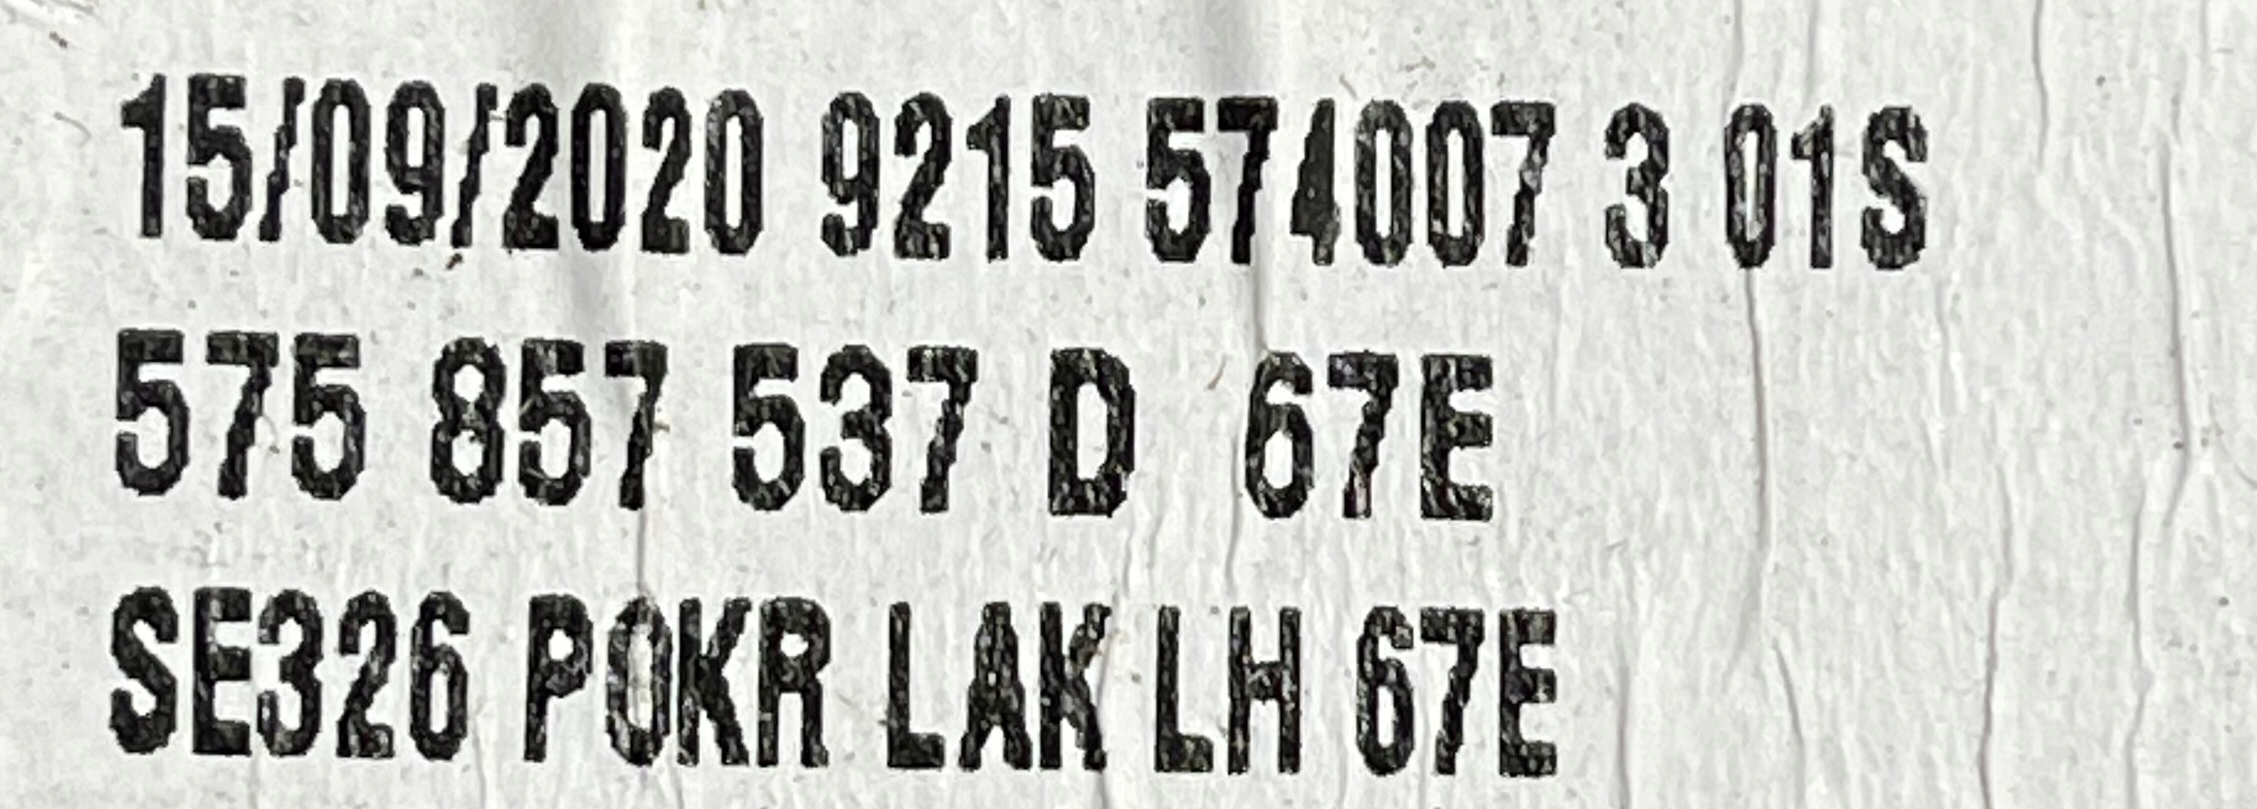 15/09/2020 9215 574007 3 01S
575 857 537 D 67E
SE326 POKR LAK LH 67E